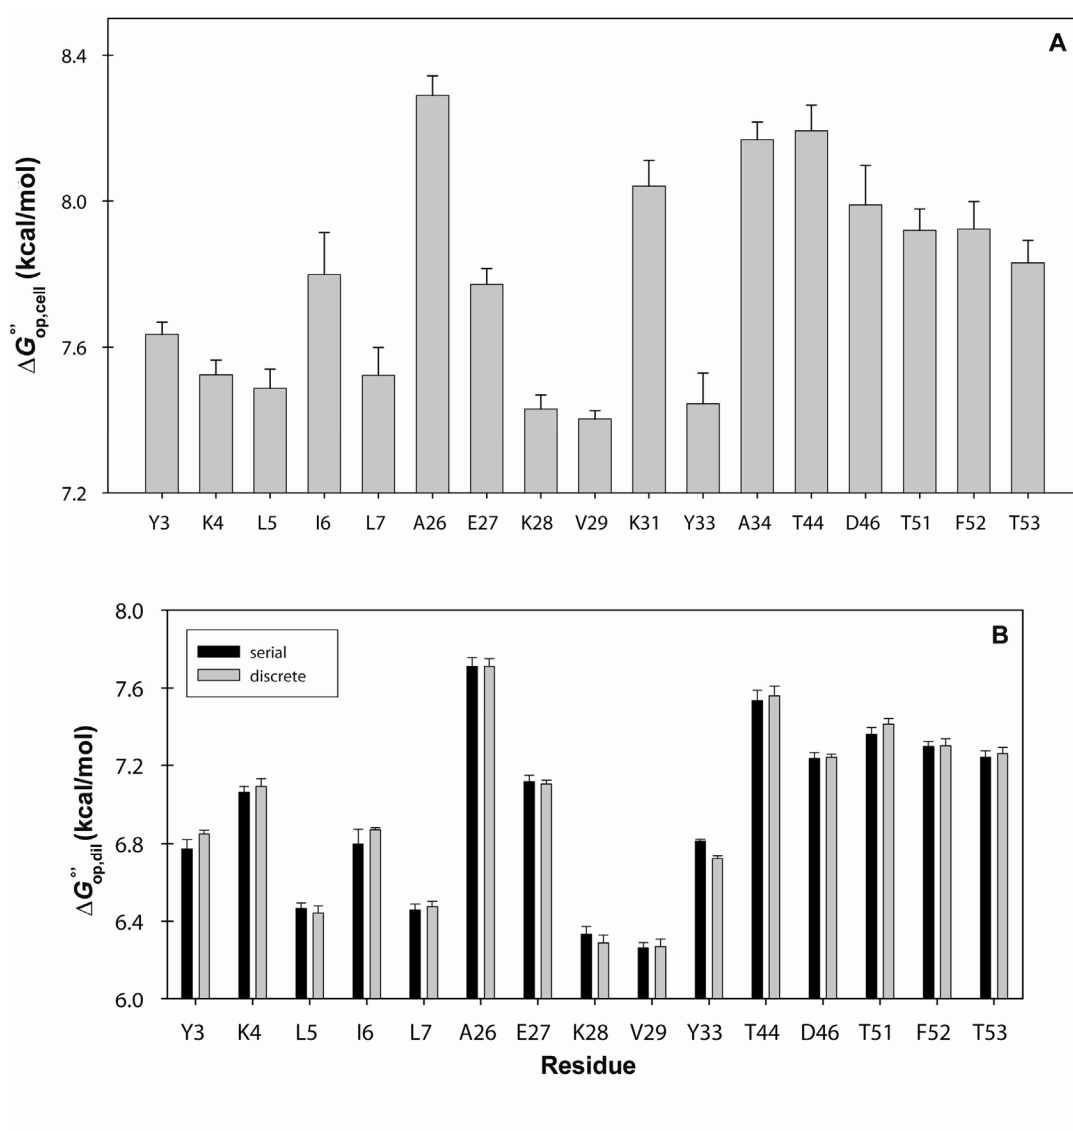 A
8.4
8.0
7.6
7.2
ΔG°’op,cell (kcal/mol)
Y3 K4 L5 I6 L7 A26 E27 K28 V29 K31 Y33 A34 T44 D46 T51 F52 T53
B
serial
discrete
8.0
7.6
7.2
6.8
6.4
6.0
ΔG°’op,dil (kcal/mol)
Y3 K4 L5 I6 L7 A26 E27 K28 V29 Y33 T44 D46 T51 F52 T53
Residue